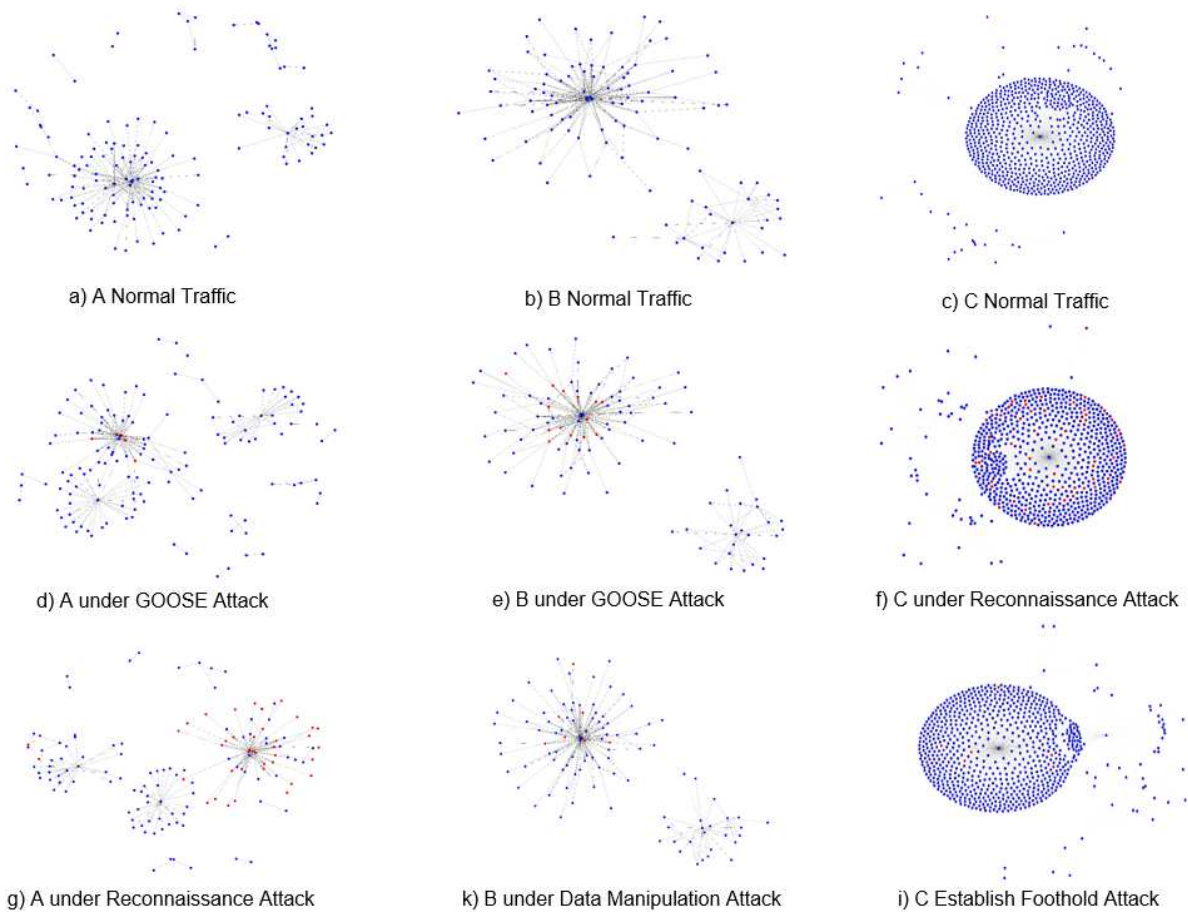 a) A Normal Traffic
b) B Normal Traffic
c) C Normal Traffic
d) A under GOOSE Attack
e) B under GOOSE Attack
f) C under Reconnaissance Attack
g) A under Reconnaissance Attack
k) B under Data Manipulation Attack
i) C Establish Foothold Attack